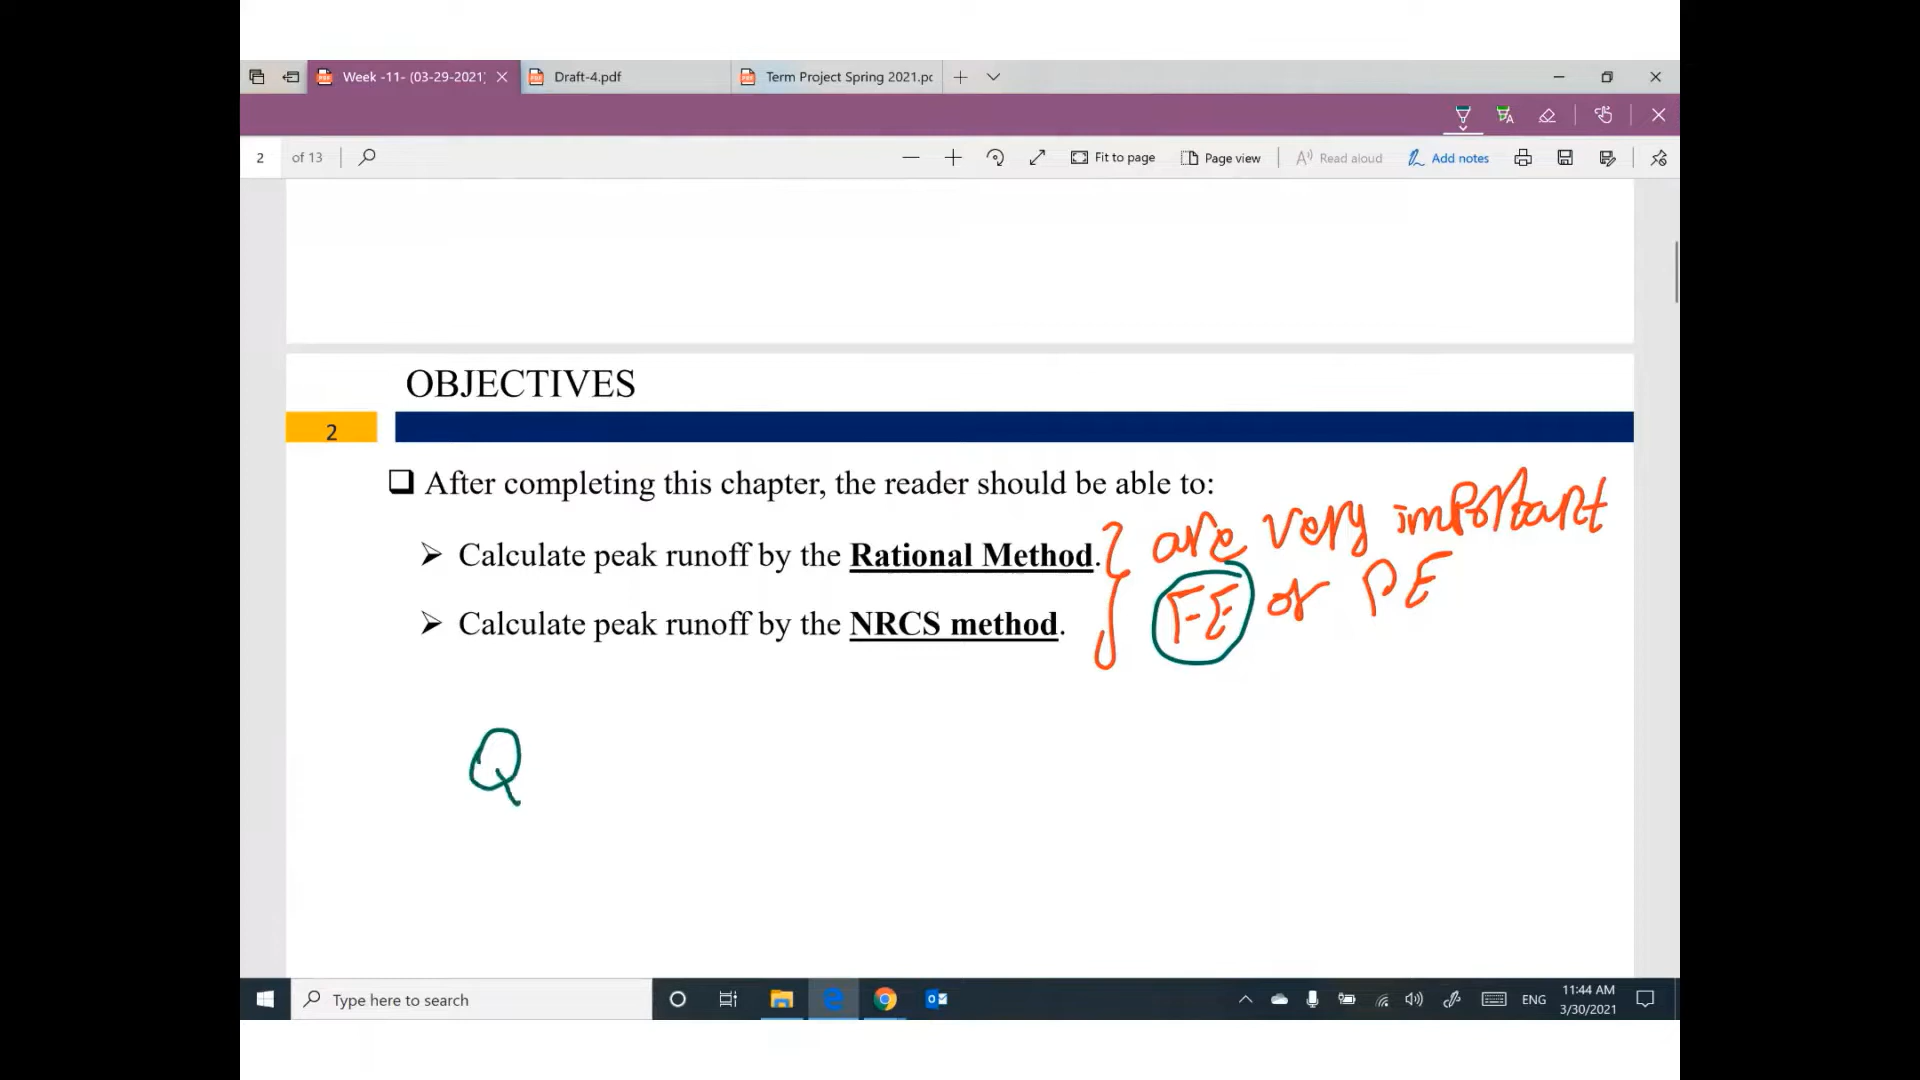 Week -11- (03-29-2021)
Draft-4.pdf
Term Project Spring 2021.pc
2 of 13
Fit to page
Page view
Read aloud
Add notes
OBJECTIVES
2
After completing this chapter, the reader should be able to:
Calculate peak runoff by the Rational Method.
are very important
Calculate peak runoff by the NRCS method.
FE or PE
Q
Type here to search
ENG
11:44 AM
3/30/2021